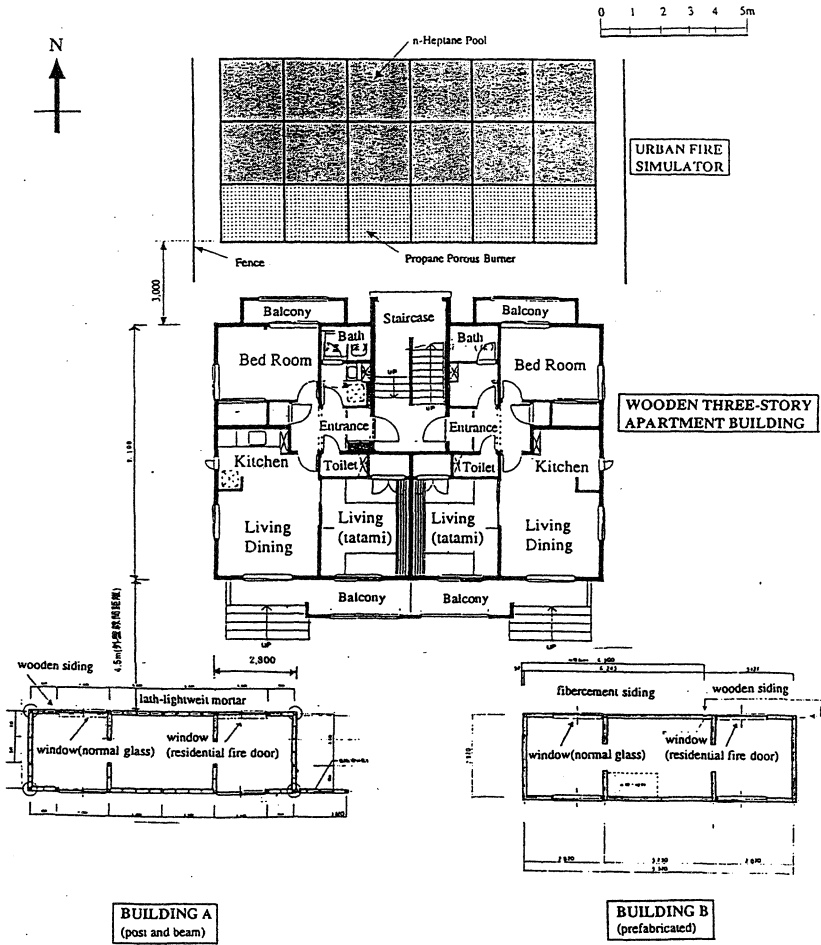 0 1 2 3 4 5m
N
n-Heptane Pool
URBAN FIRE
SIMULATOR
Propane Porous Burner
Fence
3,000
Balcony
Staircase
Balcony
Bath
Bath
Bed Room
Bed Room
UP
UP
WOODEN THREE-STORY
APARTMENT BUILDING
Entrance
Entrance
Kitchen
Toilet
Toilet
Kitchen
Living
Dining
Living
(tatami)
Living
(tatami)
Living
Dining
Balcony
Balcony
UP
UP
2,800
wooden siding
lath-lightweit mortar
window(normal glass)
window
(residential fire door)
fibercement siding
wooden siding
window(normal glass)
window
(residential fire door)
BUILDING A
(post and beam)
BUILDING B
(prefabricated)